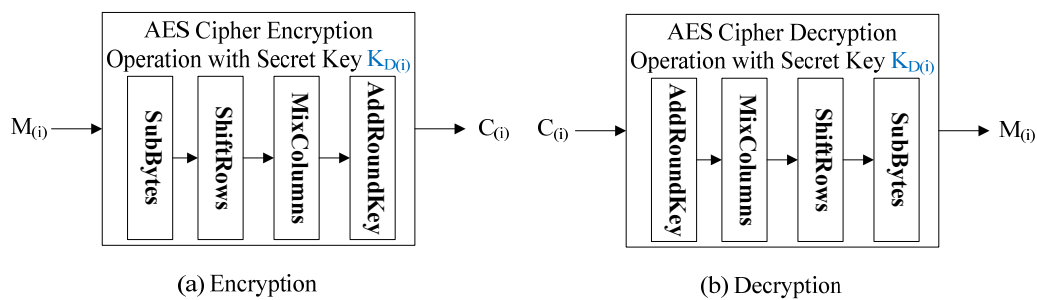 AES Cipher Encryption
Operation with Secret Key K_D(i)
M_(i)
SubBytes
ShiftRows
MixColumns
AddRoundKey
C_(i)
(a) Encryption
AES Cipher Decryption
Operation with Secret Key K_D(i)
C_(i)
AddRoundKey
MixColumns
ShiftRows
SubBytes
M_(i)
(b) Decryption